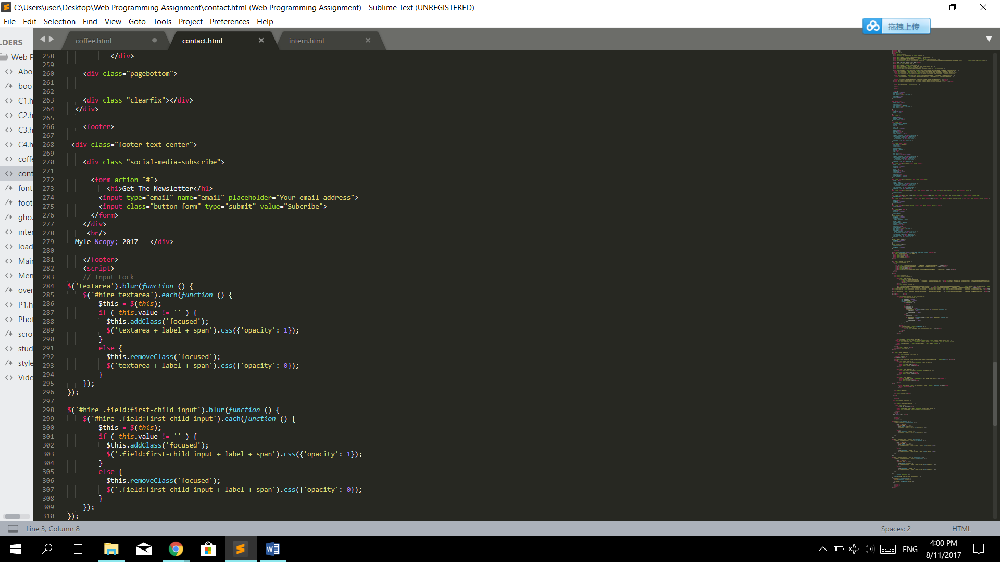 C:\Users\user\Desktop\Web Programming Assignment\contact.html (Web Programming Assignment) - Sublime Text (UNREGISTERED)
File Edit Selection Find View Goto Tools Project Preferences Help
拖拽上传
LDERS
coffee.html
contact.html
intern.html
Web P
<> Abo
/* boot
<> C1.h
<> C2.h
<> C3.h
<> C4.h
<> coffe
<> cont
/* font
/* foot
/* gho
<> inter
<> load
<> Main
<> Men
/* over
<> P1.h
<> Phot
/* scro
<> stud
/* style
<> Vide
258 </div>
259
260 <div class="pagebottom">
261
262
263 <div class="clearfix"></div>
264 </div>
265
266 <footer>
267
268 <div class="footer text-center">
269
270 <div class="social-media-subscribe">
271
272 <form action="#">
273 <h1>Get The Newsletter</h1>
274 <input type="email" name="email" placeholder="Your email address">
275 <input class="button-form" type="submit" value="Subcribe">
276 </form>
277 </div>
278 <br/>
279 Myle &copy; 2017 </div>
280
281 </footer>
282 <script>
283 // Input Lock
284 $('textarea').blur(function () {
285 $('#hire textarea').each(function () {
286 $this = $(this);
287 if ( this.value != '' ) {
288 $this.addClass('focused');
289 $('textarea + label + span').css({'opacity': 1});
290 }
291 else {
292 $this.removeClass('focused');
293 $('textarea + label + span').css({'opacity': 0});
294 }
295 });
296 });
297
298 $('#hire .field:first-child input').blur(function () {
299 $('#hire .field:first-child input').each(function () {
300 $this = $(this);
301 if ( this.value != '' ) {
302 $this.addClass('focused');
303 $('.field:first-child input + label + span').css({'opacity': 1});
304 }
305 else {
306 $this.removeClass('focused');
307 $('.field:first-child input + label + span').css({'opacity': 0});
308 }
309 });
310 });
Line 3, Column 8
Spaces: 2
HTML
ENG
4:00 PM
8/11/2017